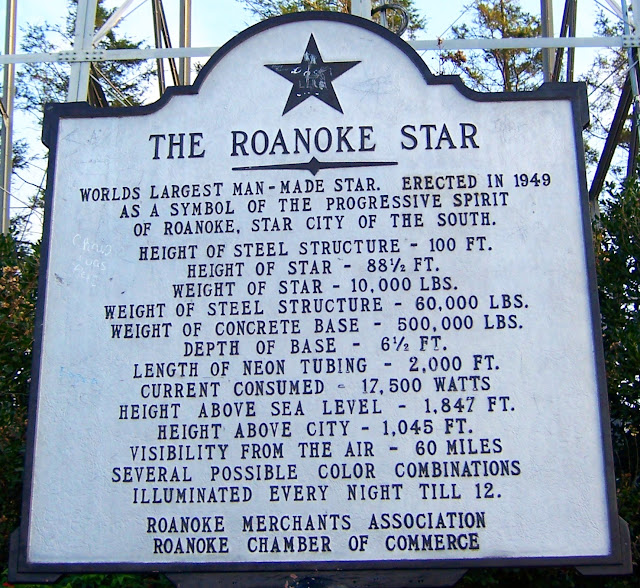 THE ROANOKE STAR
WORLDS LARGEST MAN-MADE STAR. ERECTED IN 1949
AS A SYMBOL OF THE PROGRESSIVE SPIRIT
OF ROANOKE, STAR CITY OF THE SOUTH.
HEIGHT OF STEEL STRUCTURE - 100 FT.
HEIGHT OF STAR - 88½ FT.
WEIGHT OF STAR - 10,000 LBS.
WEIGHT OF STEEL STRUCTURE - 60,000 LBS.
WEIGHT OF CONCRETE BASE - 500,000 LBS.
DEPTH OF BASE - 6½ FT.
LENGTH OF NEON TUBING - 2,000 FT.
CURRENT CONSUMED - 17,500 WATTS
HEIGHT ABOVE SEA LEVEL - 1,847 FT.
HEIGHT ABOVE CITY - 1,045 FT.
VISIBILITY FROM THE AIR - 60 MILES
SEVERAL POSSIBLE COLOR COMBINATIONS
ILLUMINATED EVERY NIGHT TILL 12.
ROANOKE MERCHANTS ASSOCIATION
ROANOKE CHAMBER OF COMMERCE